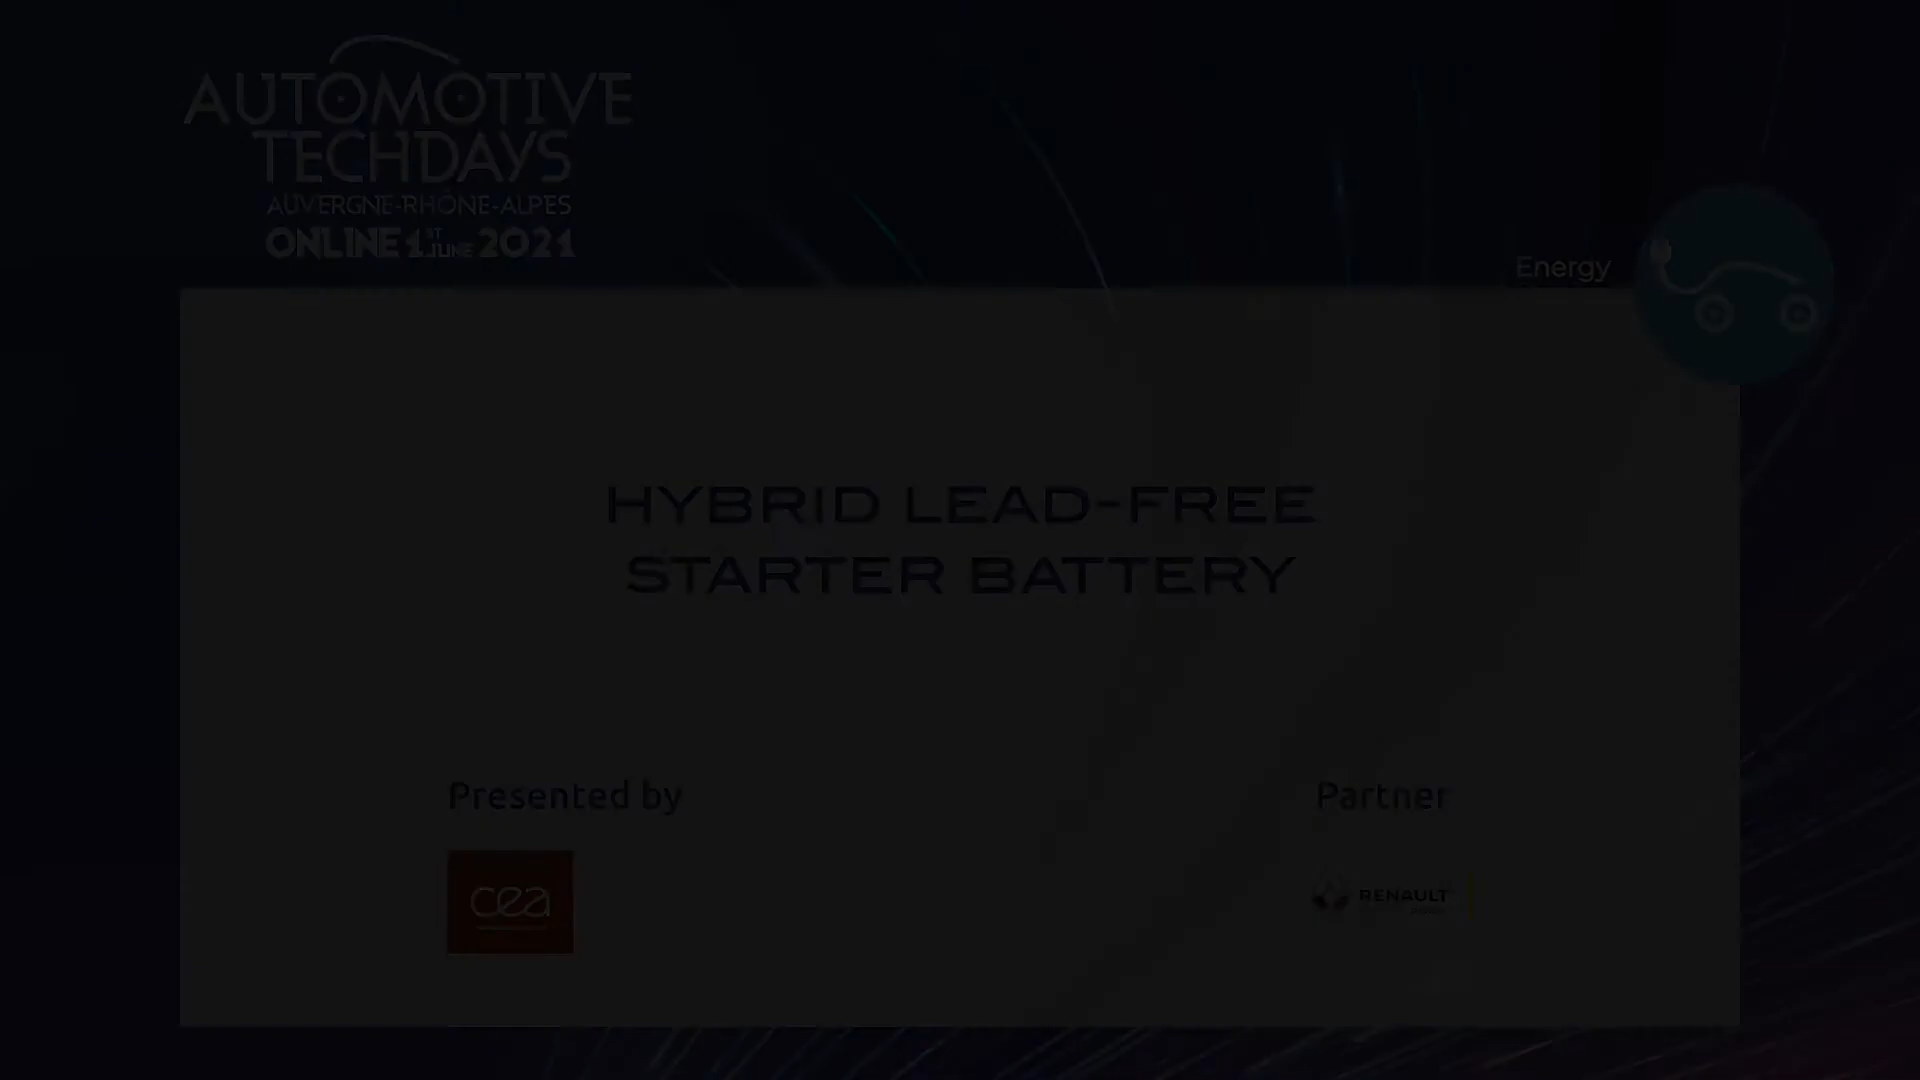 AUTOMOTIVE
TECHDAYS
AUVERGNE-RHÔNE-ALPES
ONLINE 1ST JUNE 2021
Energy
HYBRID LEAD-FREE
STARTER BATTERY
Presented by
Partner
cea
RENAULT